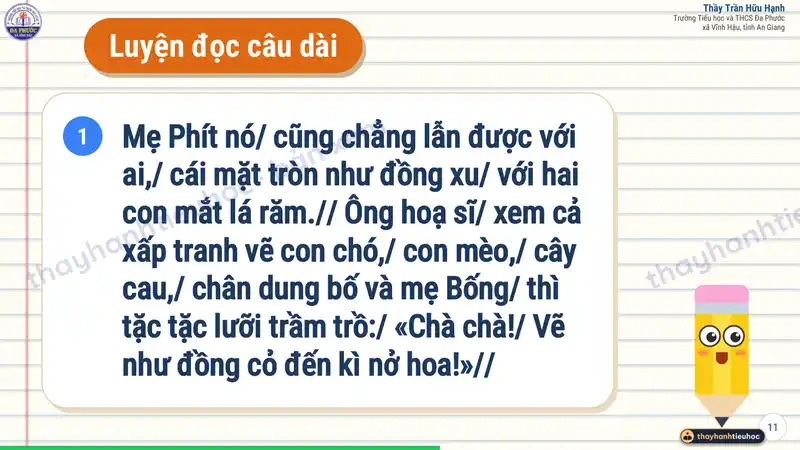 Thầy Trần Hữu Hạnh
Trường Tiểu học và THCS Đa Phước
xã Vĩnh Hậu, tỉnh An Giang
ĐA PHƯỚC
Luyện đọc câu dài
1
Mẹ Phít nó/ cũng chẳng lẫn được với
ai,/ cái mặt tròn như đồng xu/ với hai
con mắt lá răm.// Ông hoạ sĩ/ xem cả
xấp tranh vẽ con chó,/ con mèo,/ cây
cau,/ chân dung bố và mẹ Bống/ thì
tặc tặc lưỡi trầm trồ:/ «Chà chà!/ Vẽ
như đồng cỏ đến kì nở hoa!»//
thayhanhtieuhoc
11